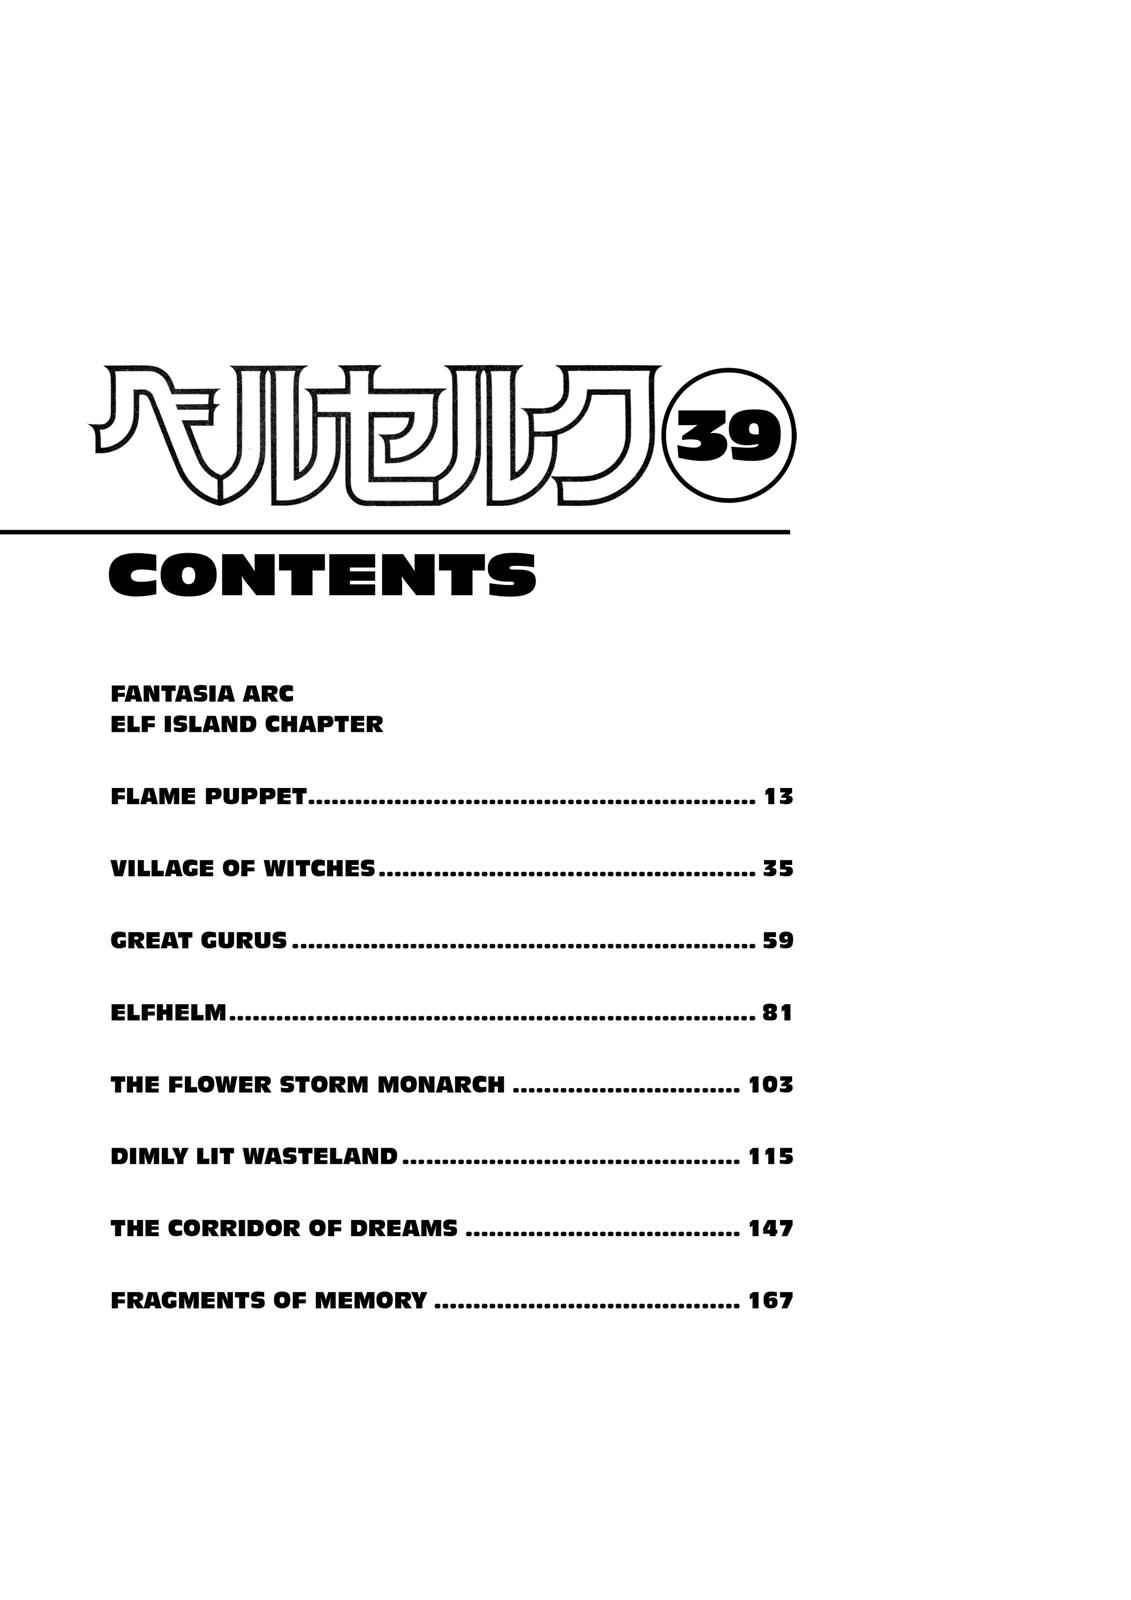 ベルセルク 39
CONTENTS
FANTASIA ARC
ELF ISLAND CHAPTER
FLAME PUPPET......................................................... 13
VILLAGE OF WITCHES................................................ 35
GREAT GURUS........................................................... 59
ELFHELM................................................................... 81
THE FLOWER STORM MONARCH............................. 103
DIMLY LIT WASTELAND........................................... 115
THE CORRIDOR OF DREAMS................................... 147
FRAGMENTS OF MEMORY....................................... 167